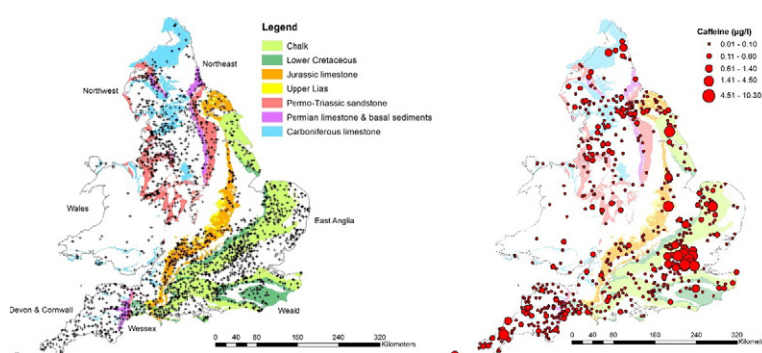 Legend
Chalk
Lower Cretaceous
Jurassic limestone
Upper Lias
Permo-Triassic sandstone
Permian limestone & basal sediments
Carboniferous limestone
Northeast
Northwest
Wales
East Anglia
Devon & Cornwall
Wessex
Weald
0 40 80 160 240 320
Kilometers
Caffeine (µg/l)
0.01 - 0.10
0.11 - 0.60
0.61 - 1.40
1.41 - 4.50
4.51 - 10.30
0 40 80 160 240 320